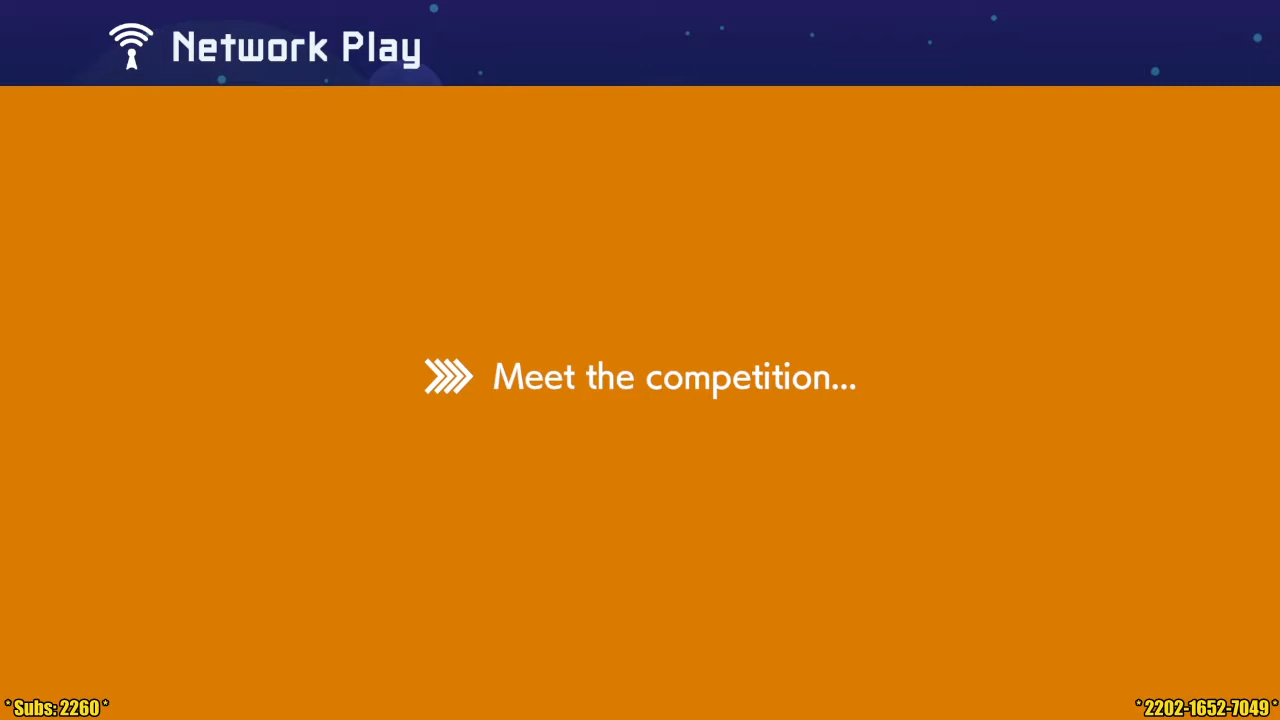 Network Play
Meet the competition...
*Subs: 2260*
*2202-1652-7049*